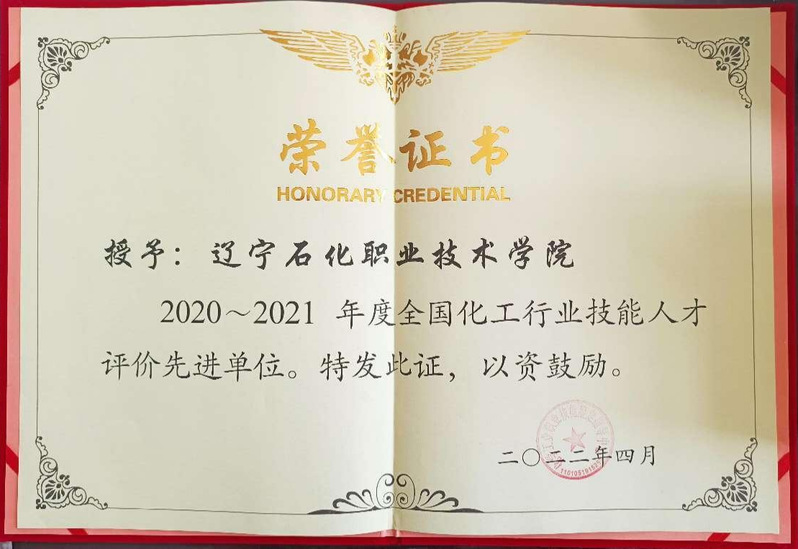 荣誉证书
HONORARY CREDENTIAL
授予：辽宁石化职业技术学院
2020～2021 年度全国化工行业技能人才
评价先进单位。特发此证，以资鼓励。
二〇二二年四月